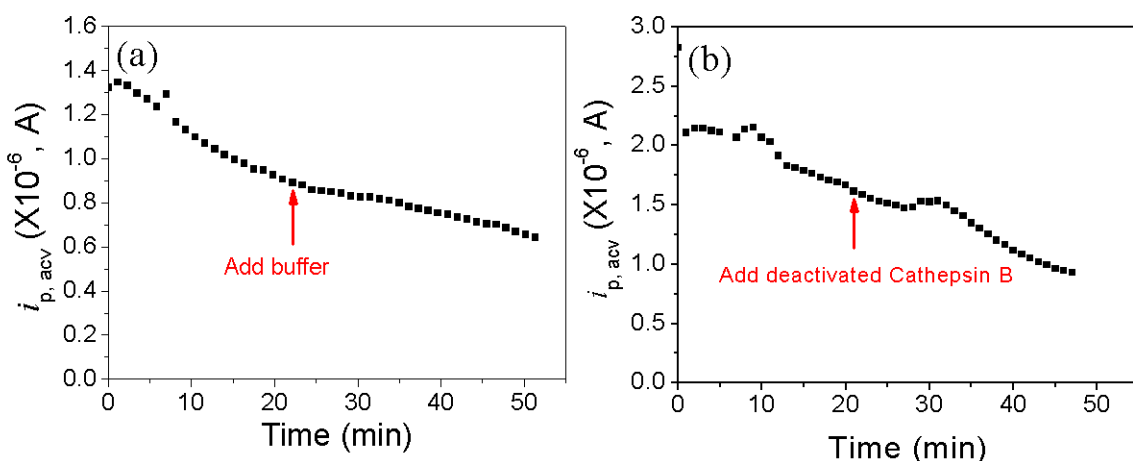 (a)
i p, acv (X10⁻⁶, A)
1.6
1.4
1.2
1.0
0.8
0.6
0.4
0.2
0.0
Add buffer
0 10 20 30 40 50
Time (min)
(b)
i p, acv (X10⁻⁶, A)
3.0
2.5
2.0
1.5
1.0
0.5
0.0
Add deactivated Cathepsin B
0 10 20 30 40 50
Time (min)